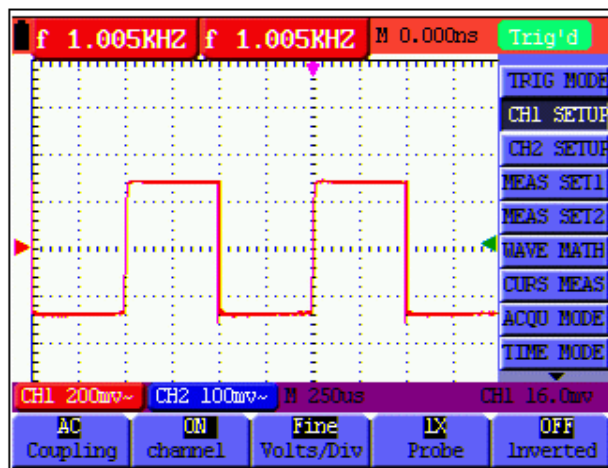 f 1.005KHZ f 1.005KHZ M 0.000ns Trig'd
TRIG MODE
CH1 SETUP
CH2 SETUP
MEAS SET1
MEAS SET2
WAVE MATH
CURS MEAS
ACQU MODE
TIME MODE
CH1 200mv~ CH2 100mv~ M 250us CH1 16.0mv
AC ON Fine 1X OFF
Coupling channel Volts/Div Probe Inverted